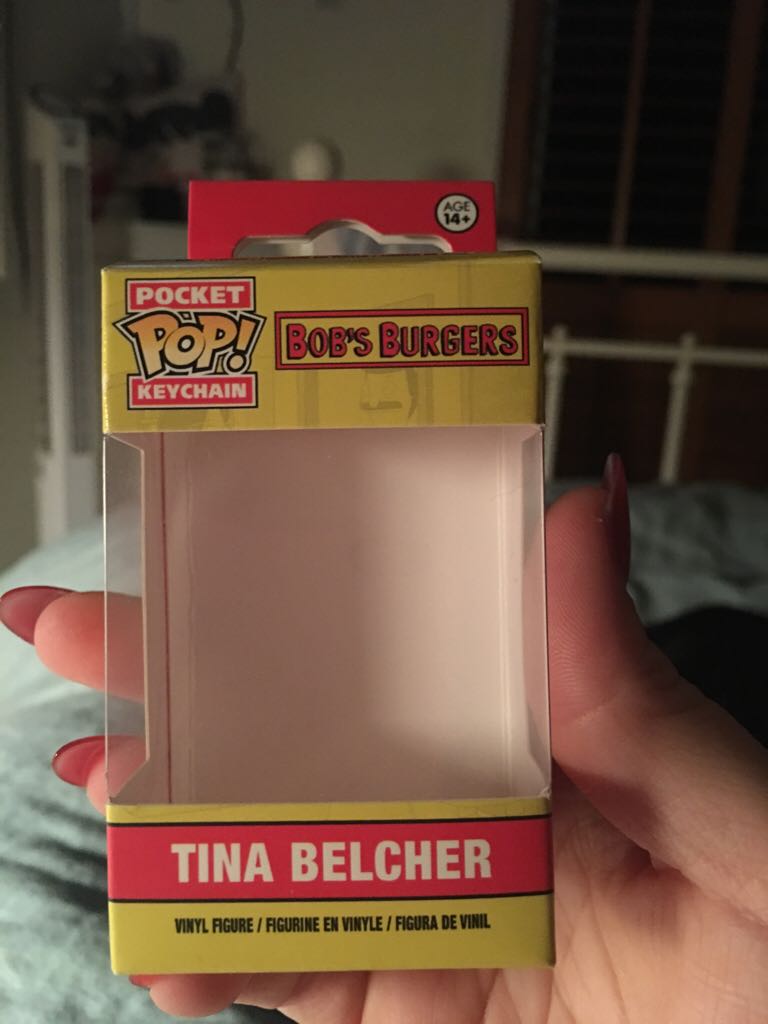 AGE
14+
POCKET
POP!
KEYCHAIN
BOB'S BURGERS
TINA BELCHER
VINYL FIGURE / FIGURINE EN VINYLE / FIGURA DE VINIL